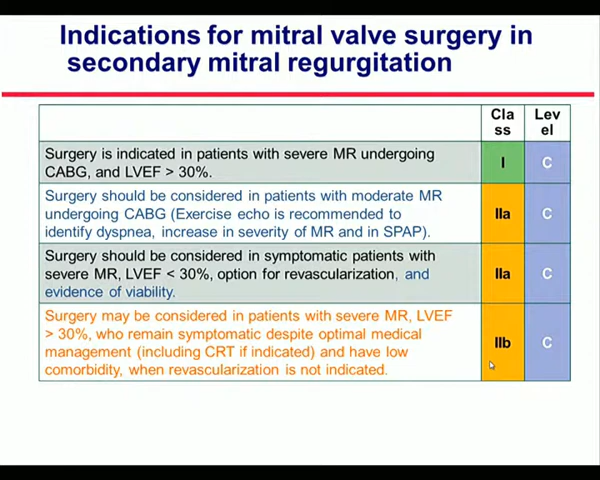 Indications for mitral valve surgery in
secondary mitral regurgitation
Cla
ss
Lev
el
Surgery is indicated in patients with severe MR undergoing
CABG, and LVEF > 30%.
I
C
Surgery should be considered in patients with moderate MR
undergoing CABG (Exercise echo is recommended to
identify dyspnea, increase in severity of MR and in SPAP).
IIa
C
Surgery should be considered in symptomatic patients with
severe MR, LVEF < 30%, option for revascularization, and
evidence of viability.
IIa
C
Surgery may be considered in patients with severe MR, LVEF
> 30%, who remain symptomatic despite optimal medical
management (including CRT if indicated) and have low
comorbidity, when revascularization is not indicated.
IIb
C